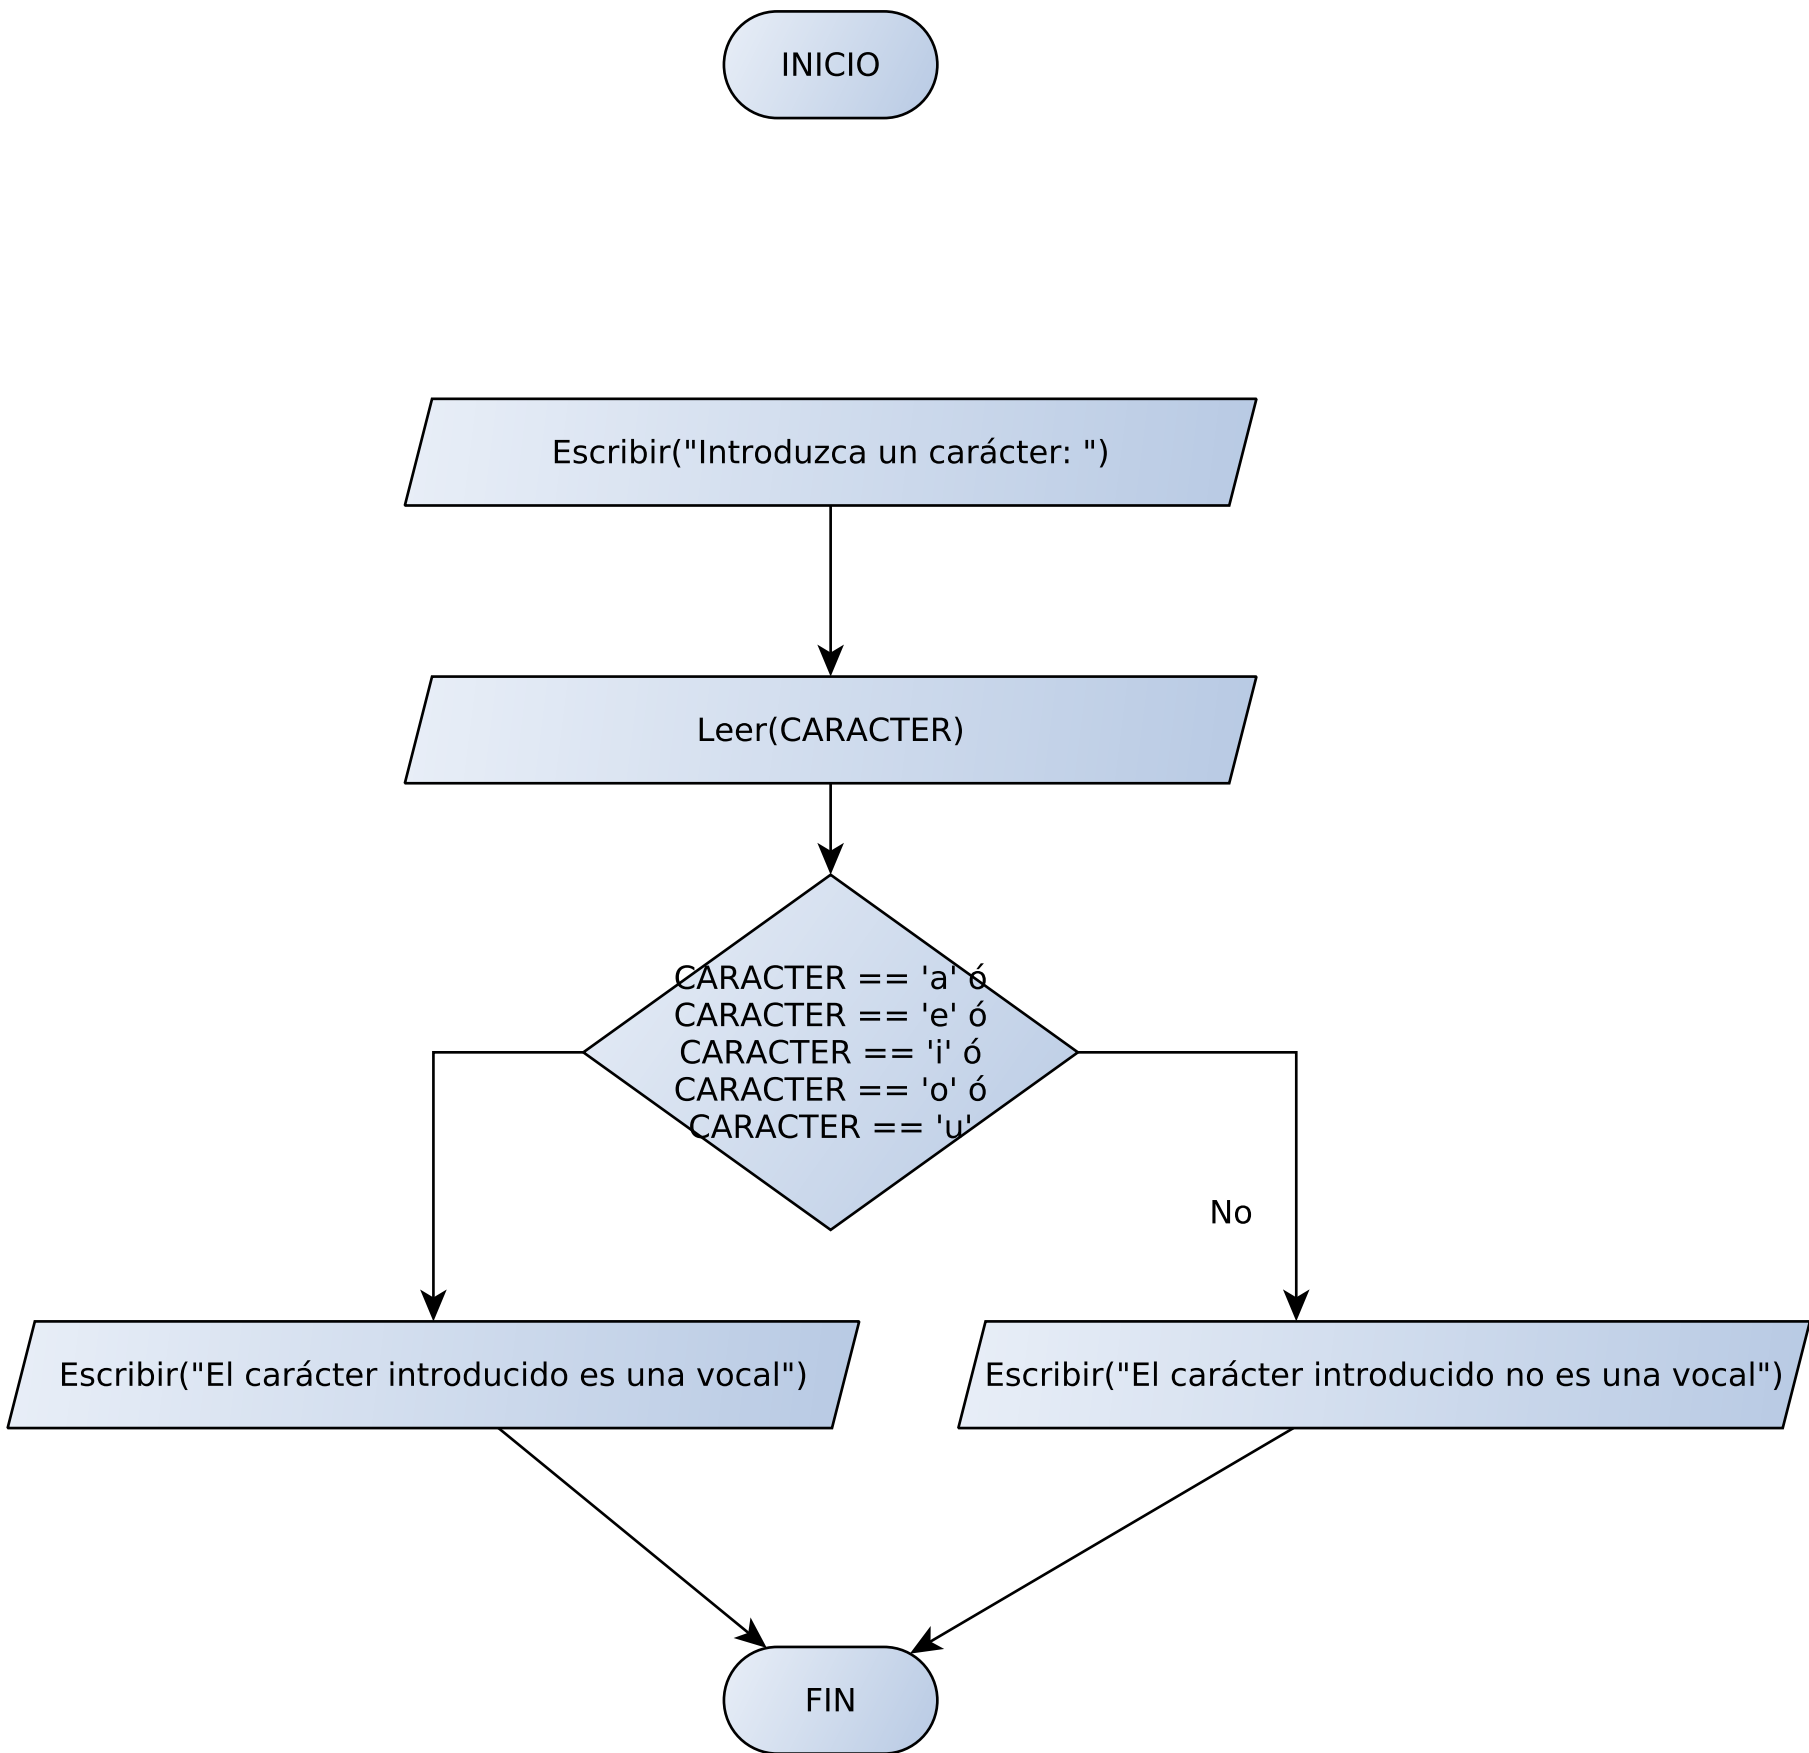 INICIO
Escribir("Introduzca un carácter: ")
Leer(CARACTER)
CARACTER == 'a' ó
CARACTER == 'e' ó
CARACTER == 'i' ó
CARACTER == 'o' ó
CARACTER == 'u'
No
Escribir("El carácter introducido es una vocal")
Escribir("El carácter introducido no es una vocal")
FIN